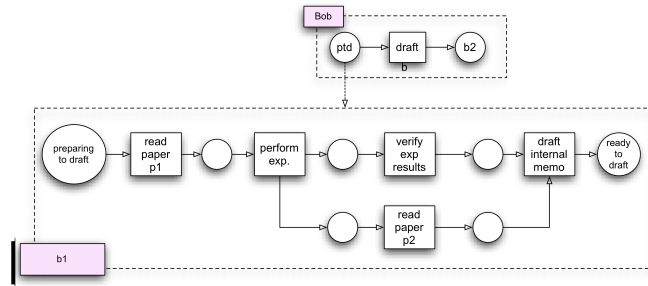 Bob
ptd
draft
b
b2
preparing
to draft
read
paper
p1
perform
exp.
verify
exp
results
draft
internal
memo
ready
to
draft
read
paper
p2
b1